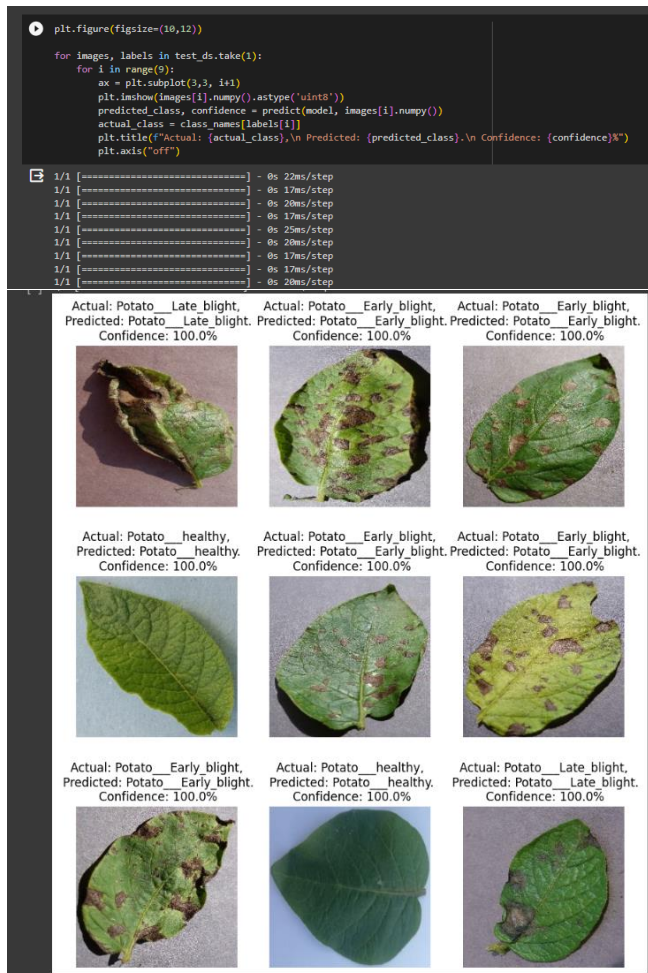 plt.figure(figsize=(10,12))
for images, labels in test_ds.take(1):
for i in range(9):
ax = plt.subplot(3,3, i+1)
plt.imshow(images[i].numpy().astype('uint8'))
predicted_class, confidence = predict(model, images[i].numpy())
actual_class = class_names[labels[i]]
plt.title(f"Actual: {actual_class},\n Predicted: {predicted_class}.\n Confidence: {confidence}%")
plt.axis("off")
1/1 [==============================] - 0s 22ms/step
1/1 [==============================] - 0s 17ms/step
1/1 [==============================] - 0s 20ms/step
1/1 [==============================] - 0s 17ms/step
1/1 [==============================] - 0s 25ms/step
1/1 [==============================] - 0s 20ms/step
1/1 [==============================] - 0s 17ms/step
1/1 [==============================] - 0s 17ms/step
1/1 [==============================] - 0s 20ms/step
Actual: Potato___Late_blight,
Predicted: Potato___Late_blight.
Confidence: 100.0%
Actual: Potato___Early_blight,
Predicted: Potato___Early_blight.
Confidence: 100.0%
Actual: Potato___Early_blight,
Predicted: Potato___Early_blight.
Confidence: 100.0%
Actual: Potato___healthy,
Predicted: Potato___healthy.
Confidence: 100.0%
Actual: Potato___Early_blight,
Predicted: Potato___Early_blight.
Confidence: 100.0%
Actual: Potato___Early_blight,
Predicted: Potato___Early_blight.
Confidence: 100.0%
Actual: Potato___Early_blight,
Predicted: Potato___Early_blight.
Confidence: 100.0%
Actual: Potato___healthy,
Predicted: Potato___healthy.
Confidence: 100.0%
Actual: Potato___Late_blight,
Predicted: Potato___Late_blight.
Confidence: 100.0%